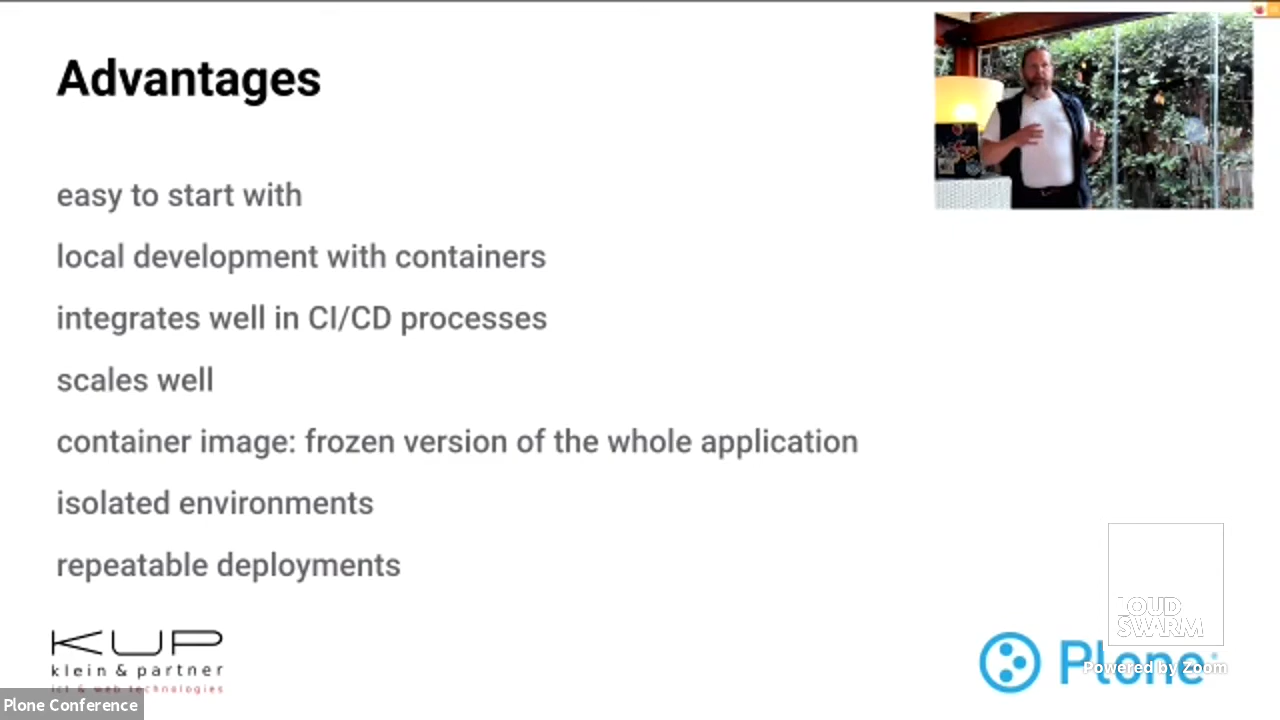 Advantages
easy to start with
local development with containers
integrates well in CI/CD processes
scales well
container image: frozen version of the whole application
isolated environments
repeatable deployments
KUP
klein & partner
ict & web technologies
LOUD
SWARM
Plone
Powered by Zoom
Plone Conference